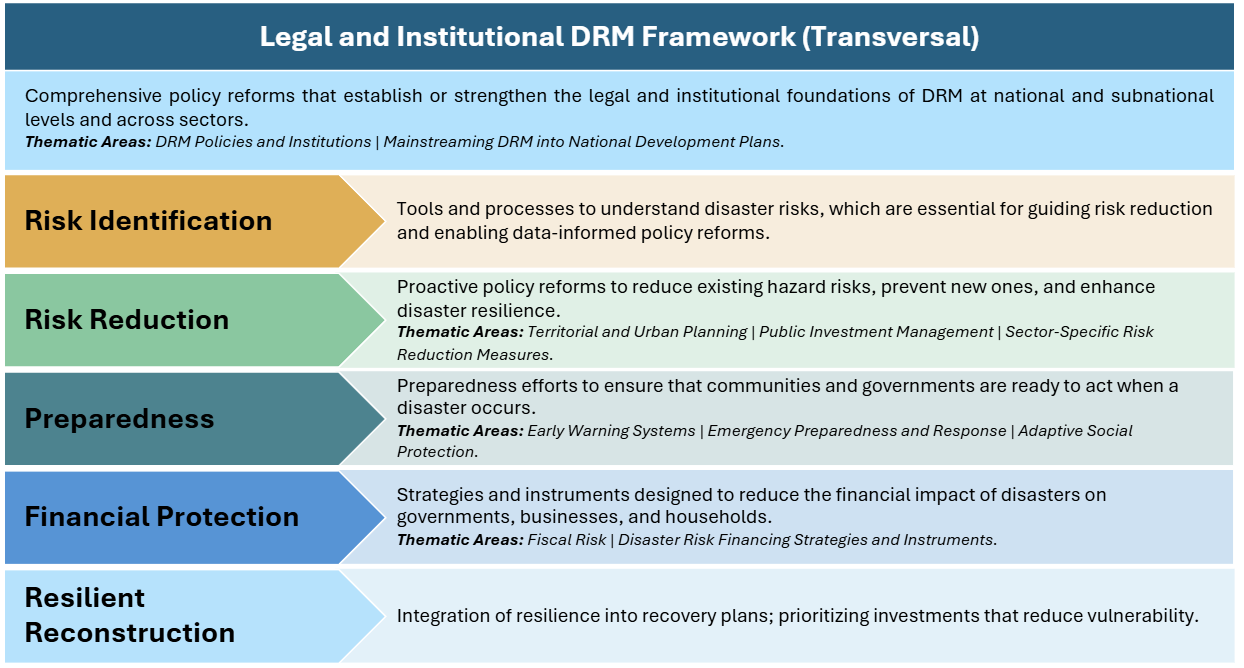 Legal and Institutional DRM Framework (Transversal)
Comprehensive policy reforms that establish or strengthen the legal and institutional foundations of DRM at national and subnational
levels and across sectors.
Thematic Areas: DRM Policies and Institutions | Mainstreaming DRM into National Development Plans.
Risk Identification
Tools and processes to understand disaster risks, which are essential for guiding risk reduction
and enabling data-informed policy reforms.
Risk Reduction
Proactive policy reforms to reduce existing hazard risks, prevent new ones, and enhance
disaster resilience.
Thematic Areas: Territorial and Urban Planning | Public Investment Management | Sector-Specific Risk
Reduction Measures.
Preparedness
Preparedness efforts to ensure that communities and governments are ready to act when a
disaster occurs.
Thematic Areas: Early Warning Systems | Emergency Preparedness and Response | Adaptive Social
Protection.
Financial Protection
Strategies and instruments designed to reduce the financial impact of disasters on
governments, businesses, and households.
Thematic Areas: Fiscal Risk | Disaster Risk Financing Strategies and Instruments.
Resilient
Reconstruction
Integration of resilience into recovery plans; prioritizing investments that reduce vulnerability.